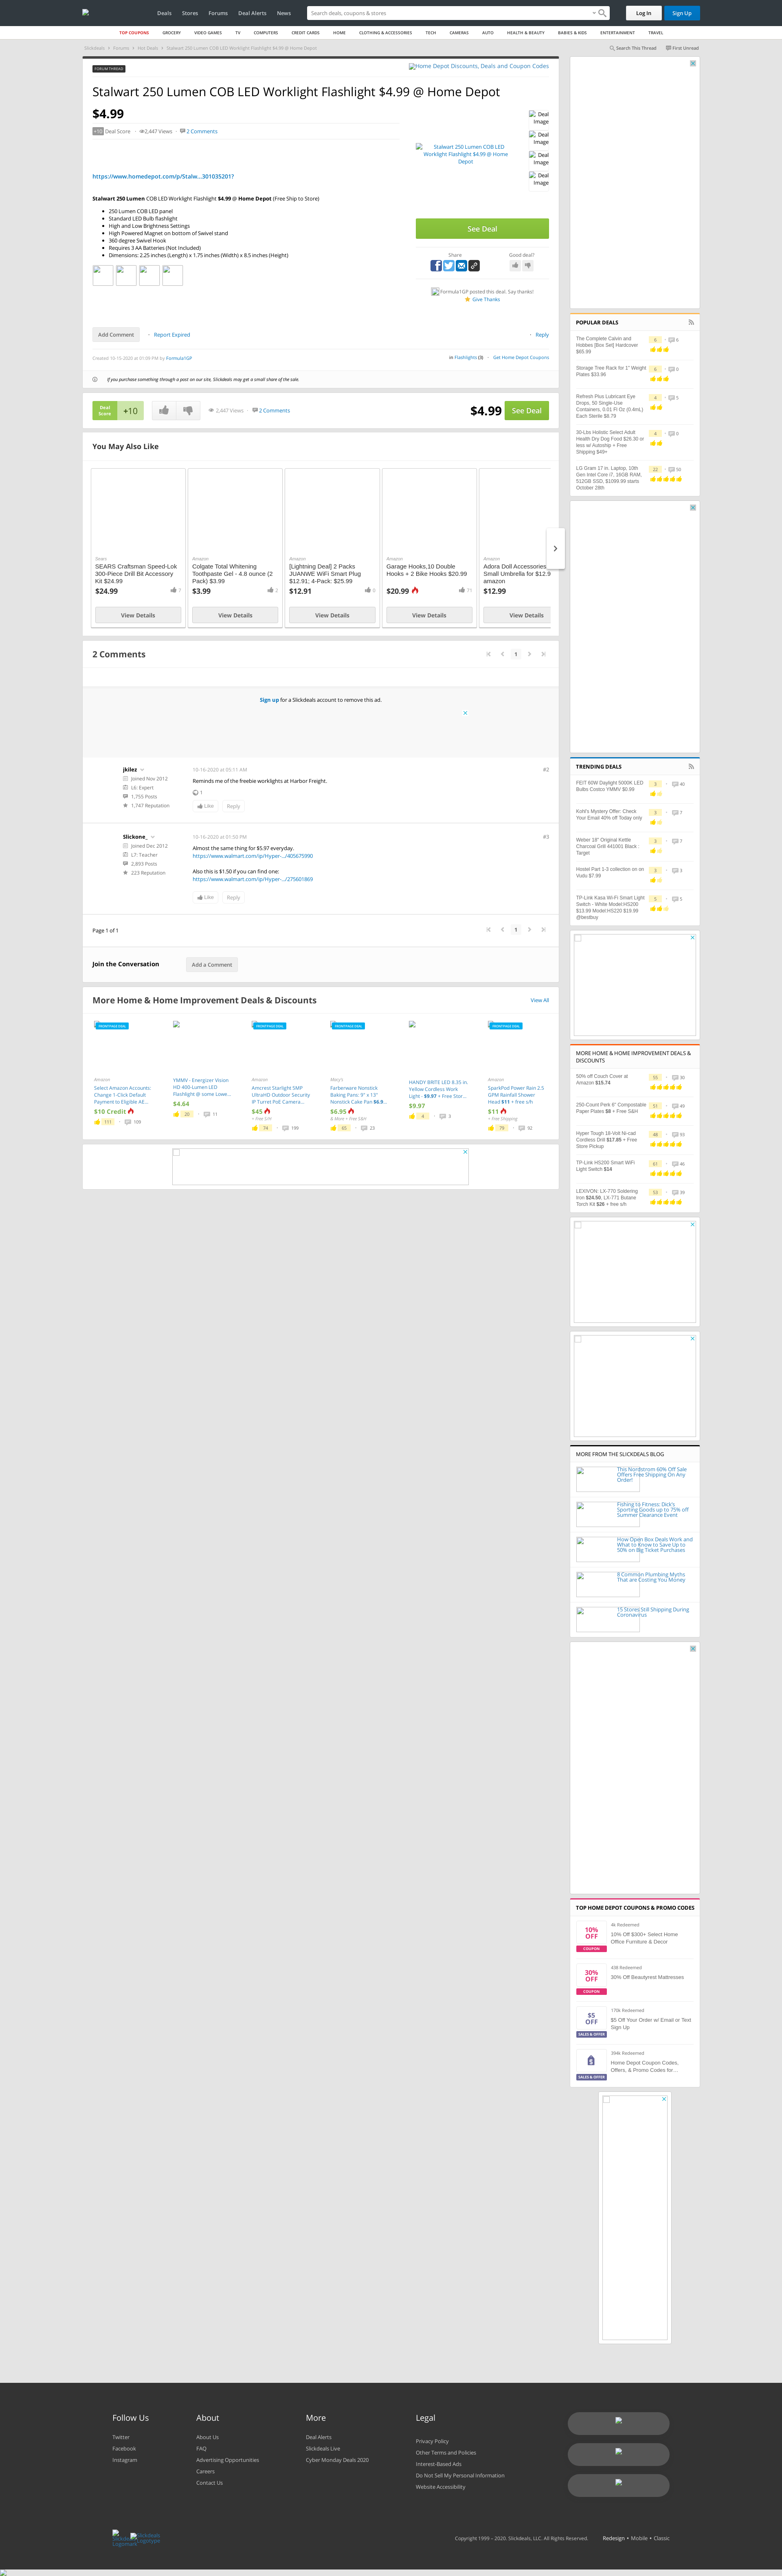 Deals Stores Forums Deal Alerts News
Search deals, coupons & stores
Log In Sign Up
TOP COUPONS GROCERY VIDEO GAMES TV COMPUTERS CREDIT CARDS HOME CLOTHING & ACCESSORIES TECH CAMERAS AUTO HEALTH & BEAUTY BABIES & KIDS ENTERTAINMENT TRAVEL
Slickdeals > Forums > Hot Deals > Stalwart 250 Lumen COB LED Worklight Flashlight $4.99 @ Home Depot
Search This Thread First Unread
FORUM THREAD
Home Depot Discounts, Deals and Coupon Codes
Stalwart 250 Lumen COB LED Worklight Flashlight $4.99 @ Home Depot
$4.99
+10 Deal Score 2,447 Views 2 Comments
https://www.homedepot.com/p/Stalw...301035201?
Stalwart 250 Lumen COB LED Worklight Flashlight $4.99 @ Home Depot (Free Ship to Store)
250 Lumen COB LED panel
Standard LED Bulb flashlight
High and Low Brightness Settings
High Powered Magnet on bottom of Swivel stand
360 degree Swivel Hook
Requires 3 AA Batteries (Not Included)
Dimensions: 2.25 inches (Length) x 1.75 inches (Width) x 8.5 inches (Height)
Stalwart 250 Lumen COB LED
Worklight Flashlight $4.99 @ Home
Depot
Deal
Image
Deal
Image
Deal
Image
Deal
Image
See Deal
Share
Good deal?
Formula1GP posted this deal. Say thanks!
Give Thanks
Add Comment Report Expired Reply
Created 10-15-2020 at 01:09 PM by Formula1GP
Flashlights (3) Get Home Depot Coupons
If you purchase something through a post on our site, Slickdeals may get a small share of the sale.
Deal
Score
+10
2,447 Views 2 Comments
$4.99 See Deal
You May Also Like
Sears
SEARS Craftsman Speed-Lok
300-Piece Drill Bit Accessory
Kit $24.99
$24.99 7
View Details
Amazon
Colgate Total Whitening
Toothpaste Gel - 4.8 ounce (2
Pack) $3.99
$3.99 2
View Details
Amazon
[Lightning Deal] 2 Packs
JUANWE WiFi Smart Plug
$12.91; 4-Pack: $25.99
$12.91 0
View Details
Amazon
Garage Hooks,10 Double
Hooks + 2 Bike Hooks $20.99
$20.99 11
View Details
Amazon
Adora Doll Accessories
Small Umbrella for $12.9
amazon
$12.99
View Details
2 Comments
1
Sign up for a Slickdeals account to remove this ad.
jkilez
Joined Nov 2012
L6: Expert
1,755 Posts
1,747 Reputation
10-16-2020 at 05:11 AM
#2
Reminds me of the freebie worklights at Harbor Freight.
1
Like Reply
Slickone_
Joined Dec 2012
L7: Teacher
2,893 Posts
223 Reputation
10-16-2020 at 01:50 PM
#3
Almost the same thing for $5.97 everyday.
https://www.walmart.com/ip/Hyper-.../405675990
Also this is $1.50 if you can find one:
https://www.walmart.com/ip/Hyper-.../275601869
Like Reply
Page 1 of 1
1
Join the Conversation
Add a Comment
More Home & Home Improvement Deals & Discounts
View All
FRONTPAGE DEAL
Amazon
Select Amazon Accounts:
Change 1-Click Default
Payment to Eligible AE...
$10 Credit
111 109
YMMV - Energizer Vision
HD 400-Lumen LED
Flashlight @ some Lowe...
$4.64
20 11
FRONTPAGE DEAL
Amazon
Amcrest Starlight 5MP
UltraHD Outdoor Security
IP Turret PoE Camera...
$45
+ Free S/H
74 199
FRONTPAGE DEAL
Macy's
Farberware Nonstick
Baking Pans: 9" x 13"
Nonstick Cake Pan $6.9...
$6.95
& More + Free S&H
65 23
HANDY BRITE LED 8.35 in.
Yellow Cordless Work
Light - $9.97 + Free Stor...
$9.97
4 3
FRONTPAGE DEAL
Amazon
SparkPod Power Rain 2.5
GPM Rainfall Shower
Head $11 + free s/h
$11
+ Free Shipping
79 92
POPULAR DEALS
The Complete Calvin and
Hobbes [Box Set] Hardcover
$65.99
6 6
Storage Tree Rack for 1" Weight
Plates $33.98
6 0
Refresh Plus Lubricant Eye
Drops, 50 Single-Use
Containers, 0.01 Fl Oz (0.4mL)
Each Sterile $8.79
4 3
30-Lbs Holistic Select Adult
Health Dry Dog Food $26.30 or
less w/ Autoship + Free
Shipping $49+
4 0
LG Gram 17 in. Laptop, 10th
Gen Intel Core i7, 16GB RAM,
512GB SSD, $1099.99 starts
October 28th
22 50
TRENDING DEALS
FEIT 60W Daylight 5000K LED
Bulbs Costco YMMV $0.99
3 40
Kohl's Mystery Offer: Check
Your Email 40% off Today only
3 7
Weber 18" Original Kettle
Charcoal Grill 441001 Black :
Target
3 7
Hostel Part 1-3 collection on on
Vudu $7.99
3 3
TP-Link Kasa Wi-Fi Smart Light
Switch - White Model:HS200
$13.99 Model:HS220 $19.99
@bestbuy
5 5
MORE HOME & HOME IMPROVEMENT DEALS &
DISCOUNTS
50% off Couch Cover at
Amazon $15.74
55 30
250-Count Perk 6" Compostable
Paper Plates $8 + Free S&H
51 49
Hyper Tough 18-Volt Ni-cad
Cordless Drill $17.05 + Free
Store Pickup
48 93
TP-Link HS200 Smart WiFi
Light Switch $14
61 46
LEXIVON: LX-770 Soldering
Iron $24.50, LX-771 Butane
Torch Kit $26 + free s/h
53 39
MORE FROM THE SLICKDEALS BLOG
This Nordstrom 60% Off Sale
Offers Free Shipping On Any
Order!
Fishing to Fitness: Dick's
Sporting Goods up to 75% off
Summer Clearance Event
How Open Box Deals Work and
What to Know to Save Up to
50% on Big Ticket Purchases
8 Common Plumbing Myths
That are Costing You Money
15 Stores Still Shipping During
Coronavirus
TOP HOME DEPOT COUPONS & PROMO CODES
10%
OFF
COUPON
4k Redeemed
10% Off $300+ Select Home
Office Furniture & Decor
30%
OFF
COUPON
438 Redeemed
30% Off Beautyrest Mattresses
$5
OFF
SALES & OFFER
170k Redeemed
$5 Off Your Order w/ Email or Text
Sign Up
SALES & OFFER
384k Redeemed
Home Depot Coupon Codes,
Offers, & Promo Codes for...
Follow Us
Twitter
Facebook
Instagram
About
About Us
FAQ
Advertising Opportunities
Careers
Contact Us
More
Deal Alerts
Slickdeals Live
Cyber Monday Deals 2020
Legal
Privacy Policy
Other Terms and Policies
Interest-Based Ads
Do Not Sell My Personal Information
Website Accessibility
Copyright 1999 – 2020. Slickdeals, LLC. All Rights Reserved. Redesign • Mobile • Classic